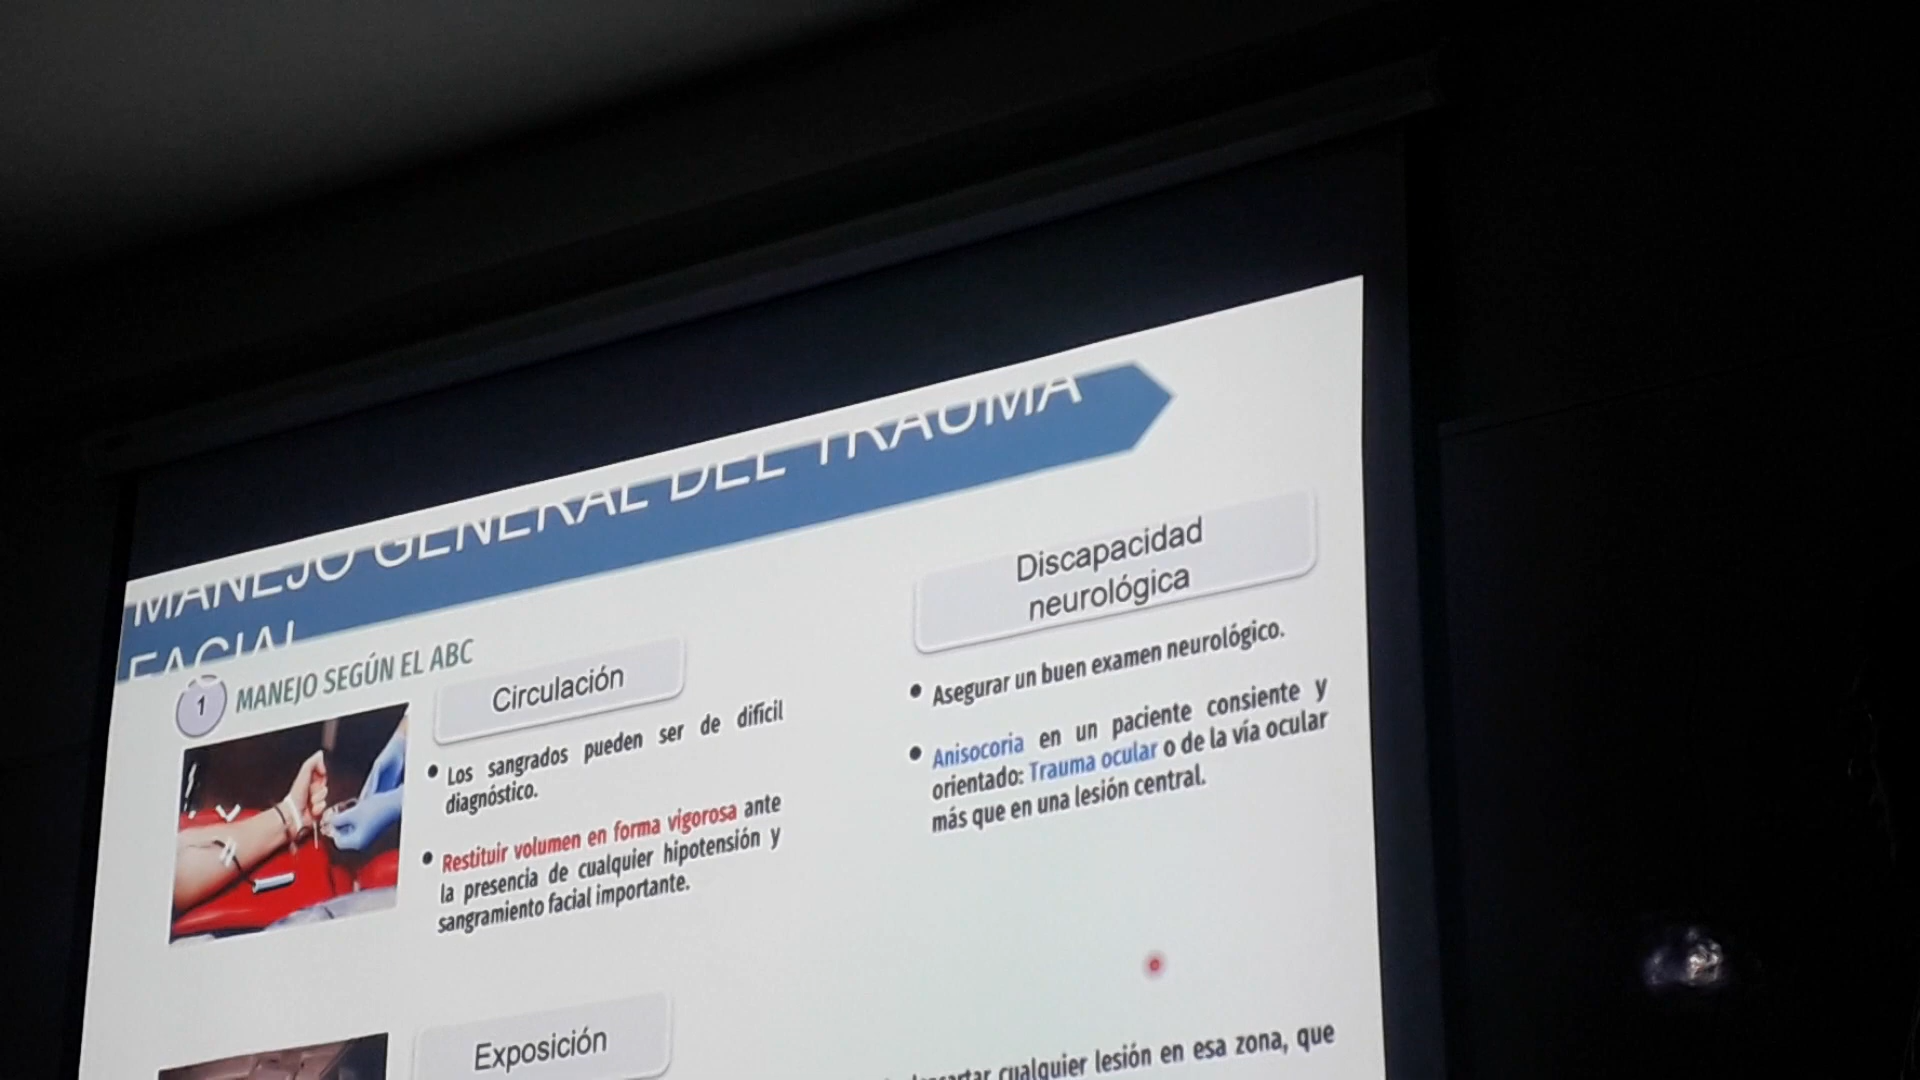 MANEJO GENERAL DEL TRAUMA
FACIAL
1 MANEJO SEGÚN EL ABC
Circulación
• Los sangrados pueden ser de difícil
diagnóstico.
• Restituir volumen en forma vigorosa ante
la presencia de cualquier hipotensión y
sangramiento facial importante.
Discapacidad
neurológica
• Asegurar un buen examen neurológico.
• Anisocoria en un paciente consiente y
orientado: Trauma ocular o de la vía ocular
más que en una lesión central.
Exposición
cualquier lesión en esa zona, que